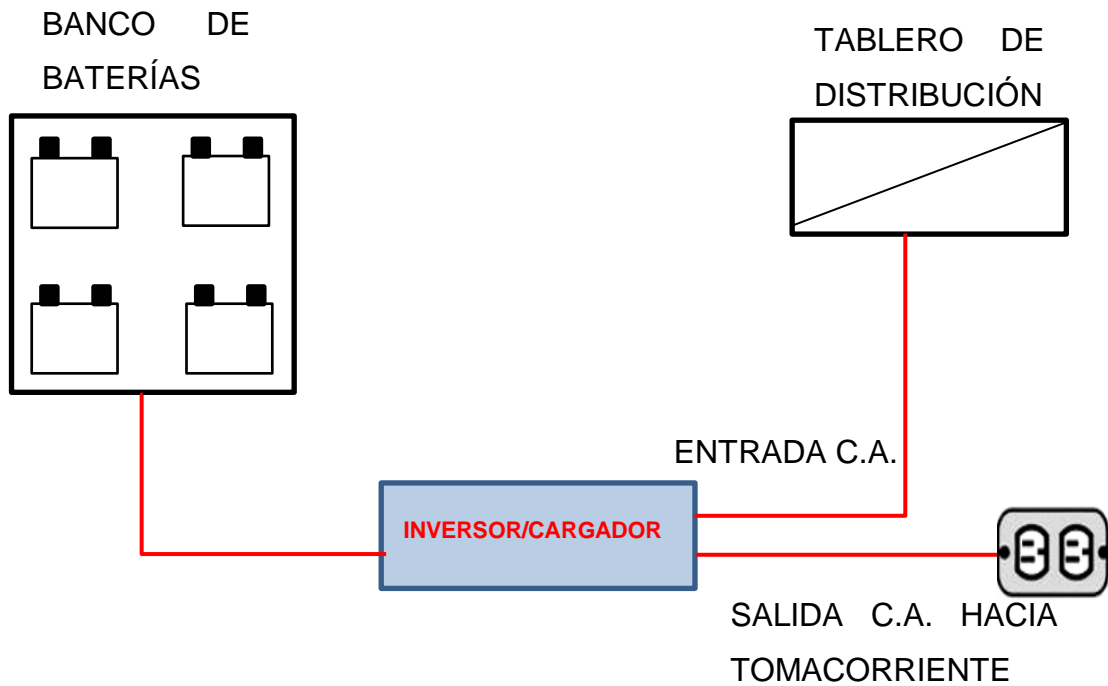 BANCO DE
BATERÍAS
TABLERO DE
DISTRIBUCIÓN
ENTRADA C.A.
INVERSOR/CARGADOR
SALIDA C.A. HACIA
TOMACORRIENTE